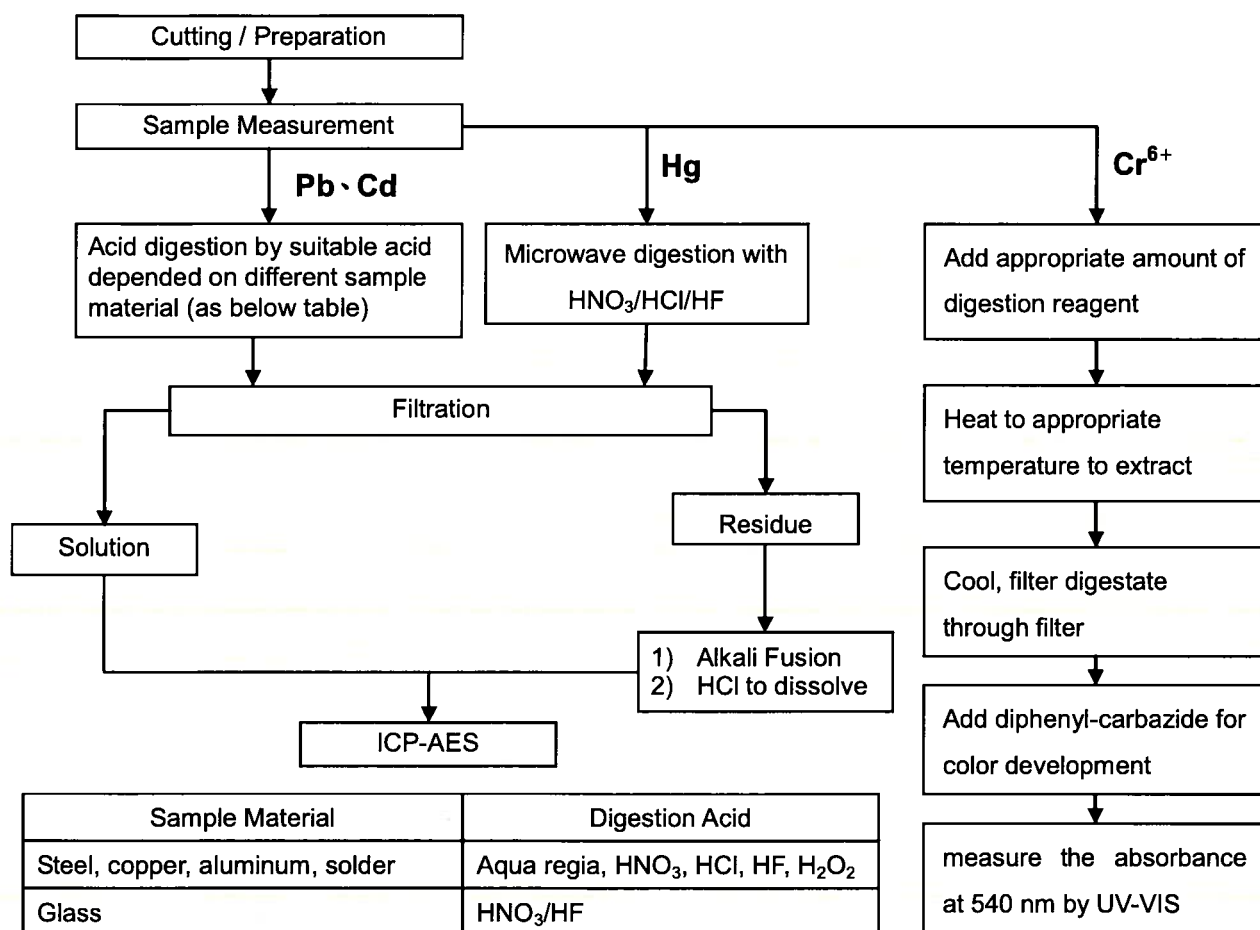 Cutting / Preparation
Sample Measurement
Pb、Cd
Hg
Cr⁶⁺
Acid digestion by suitable acid
depended on different sample
material (as below table)
Microwave digestion with
HNO₃/HCl/HF
Add appropriate amount of
digestion reagent
Filtration
Heat to appropriate
temperature to extract
Solution
Residue
Cool, filter digestate
through filter
1) Alkali Fusion
2) HCl to dissolve
ICP-AES
Add diphenyl-carbazide for
color development
measure the absorbance
at 540 nm by UV-VIS
Sample Material Digestion Acid
Steel, copper, aluminum, solder Aqua regia, HNO₃, HCl, HF, H₂O₂
Glass HNO₃/HF